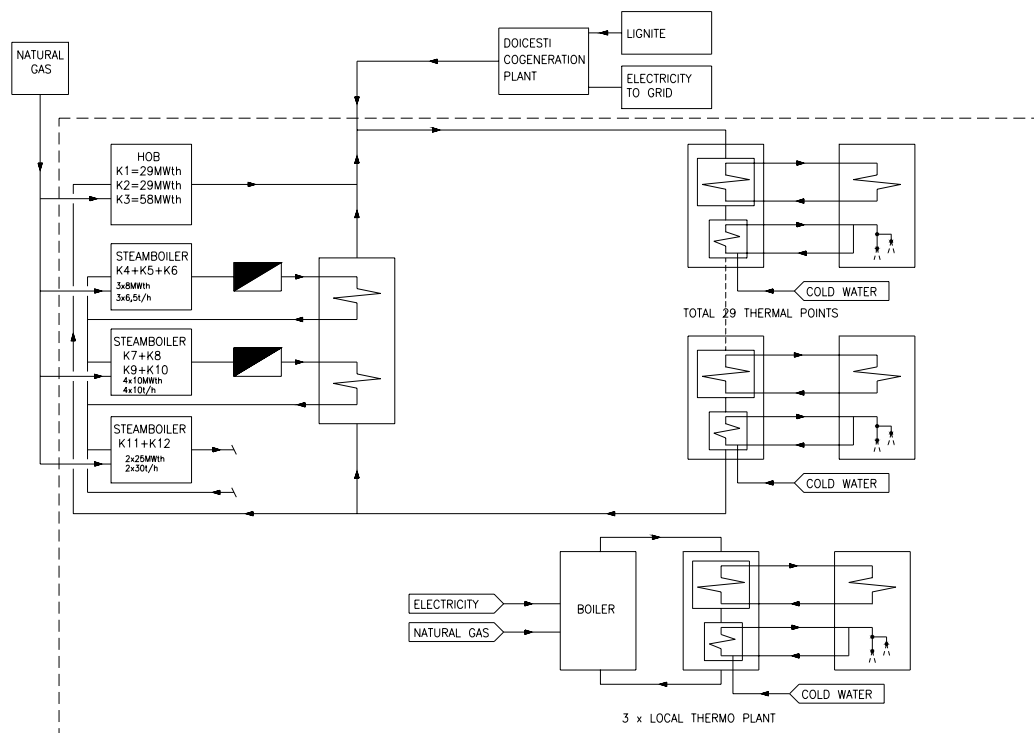 DOICESTI
COGENERATION
PLANT
LIGNITE
ELECTRICITY
TO GRID
NATURAL
GAS
HOB
K1=29MWth
K2=29MWth
K3=58MWth
STEAMBOILER
K4+K5+K6
3x8MWth
3x6,5t/h
STEAMBOILER
K7+K8
K9+K10
4x10MWth
4x10t/h
STEAMBOILER
K11+K12
2x25MWth
2x30t/h
COLD WATER
TOTAL 29 THERMAL POINTS
COLD WATER
ELECTRICITY
NATURAL GAS
BOILER
COLD WATER
3 x LOCAL THERMO PLANT